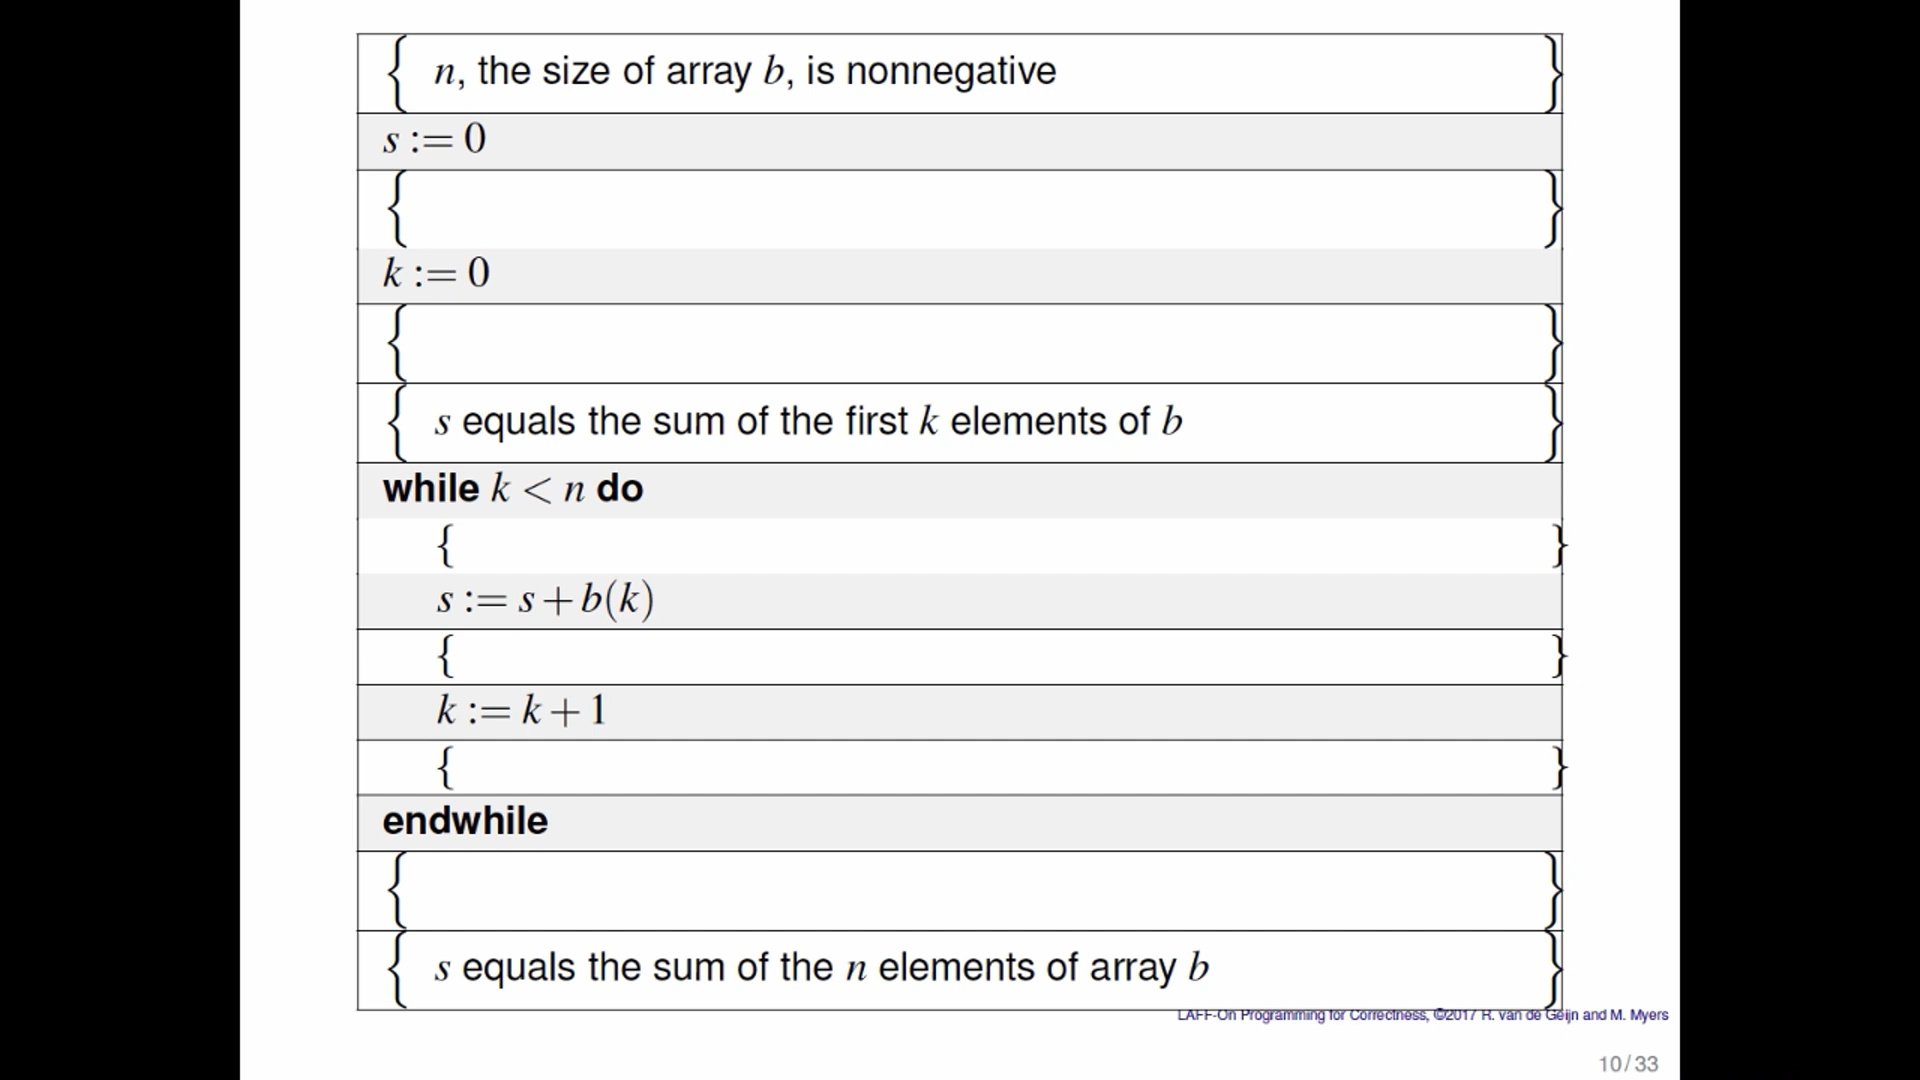 { n, the size of array b, is nonnegative }
s := 0
{ }
k := 0
{ }
{ s equals the sum of the first k elements of b }
while k < n do
{ }
s := s + b(k)
{ }
k := k + 1
{ }
endwhile
{ }
{ s equals the sum of the n elements of array b }
LAFF-On Programming for Correctness, ©2017 R. van de Geijn and M. Myers
10/33